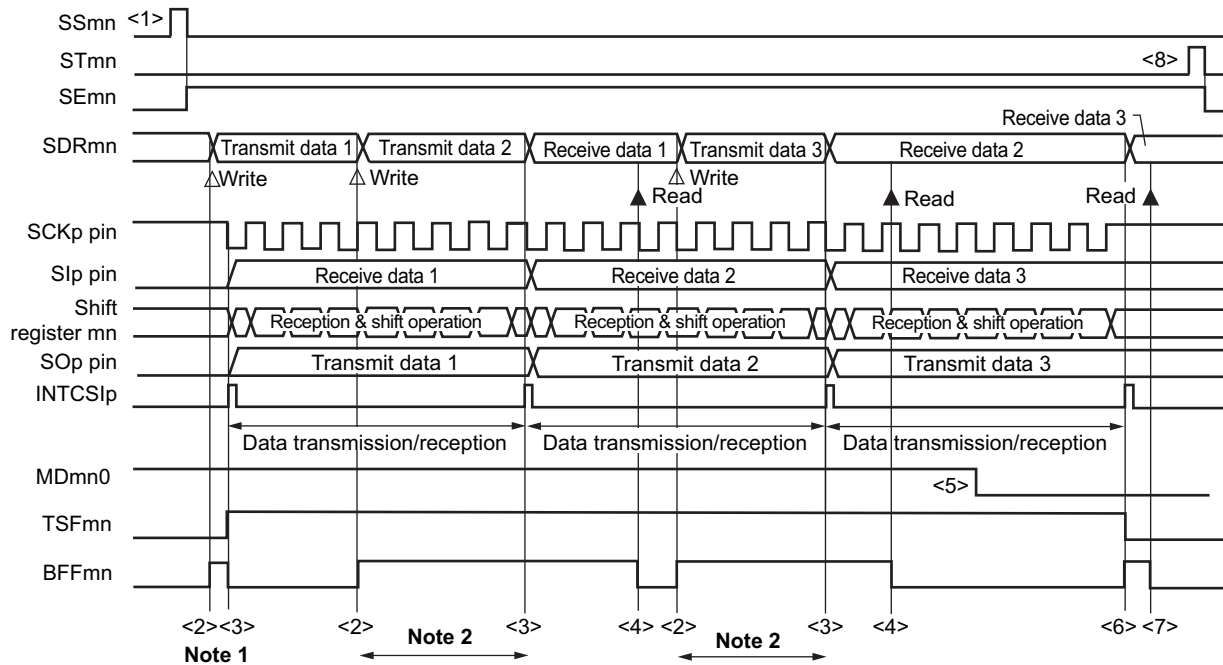 SSmn <1>
STmn <8>
SEmn
Receive data 3
SDRmn Transmit data 1 Transmit data 2 Receive data 1 Transmit data 3 Receive data 2
Write Write Write
Read Read Read
SCKp pin
SIp pin Receive data 1 Receive data 2 Receive data 3
Shift
register mn Reception & shift operation Reception & shift operation Reception & shift operation
SOp pin Transmit data 1 Transmit data 2 Transmit data 3
INTCSIp
Data transmission/reception Data transmission/reception Data transmission/reception
MDmn0 <5>
TSFmn
BFFmn
<2> <3> <2> <3> <4> <2> <3> <4> <6> <7>
Note 1 Note 2 Note 2